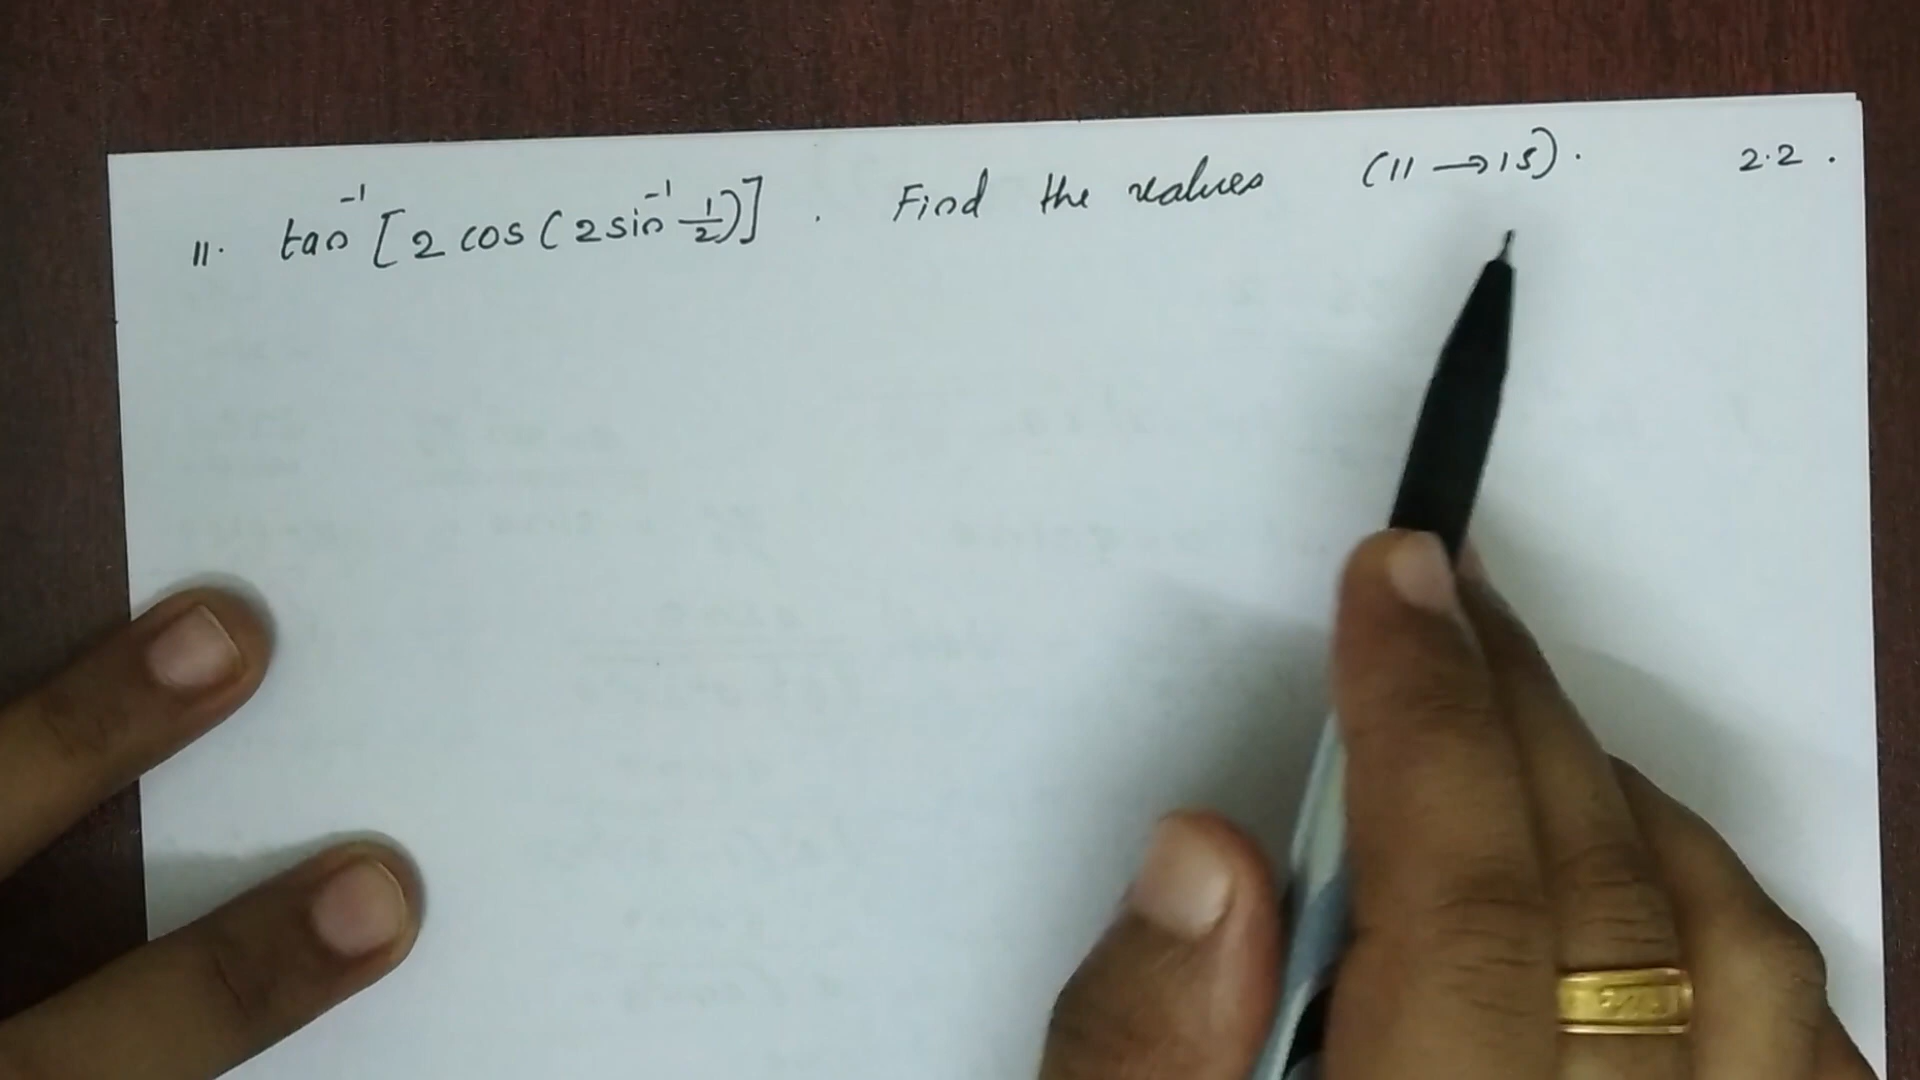 11. tan⁻¹ [2 cos (2 sin⁻¹ 1/2)] . Find the values (11 → 15). 2.2 .